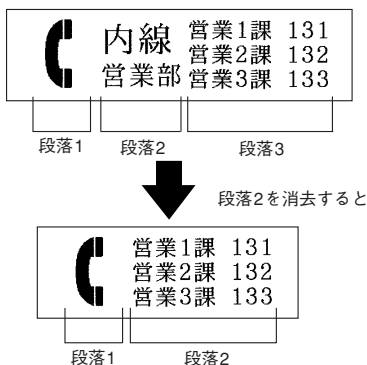 内線
営業部
営業1課 131
営業2課 132
営業3課 133
段落1
段落2
段落3
段落2を消去すると
営業1課 131
営業2課 132
営業3課 133
段落1
段落2